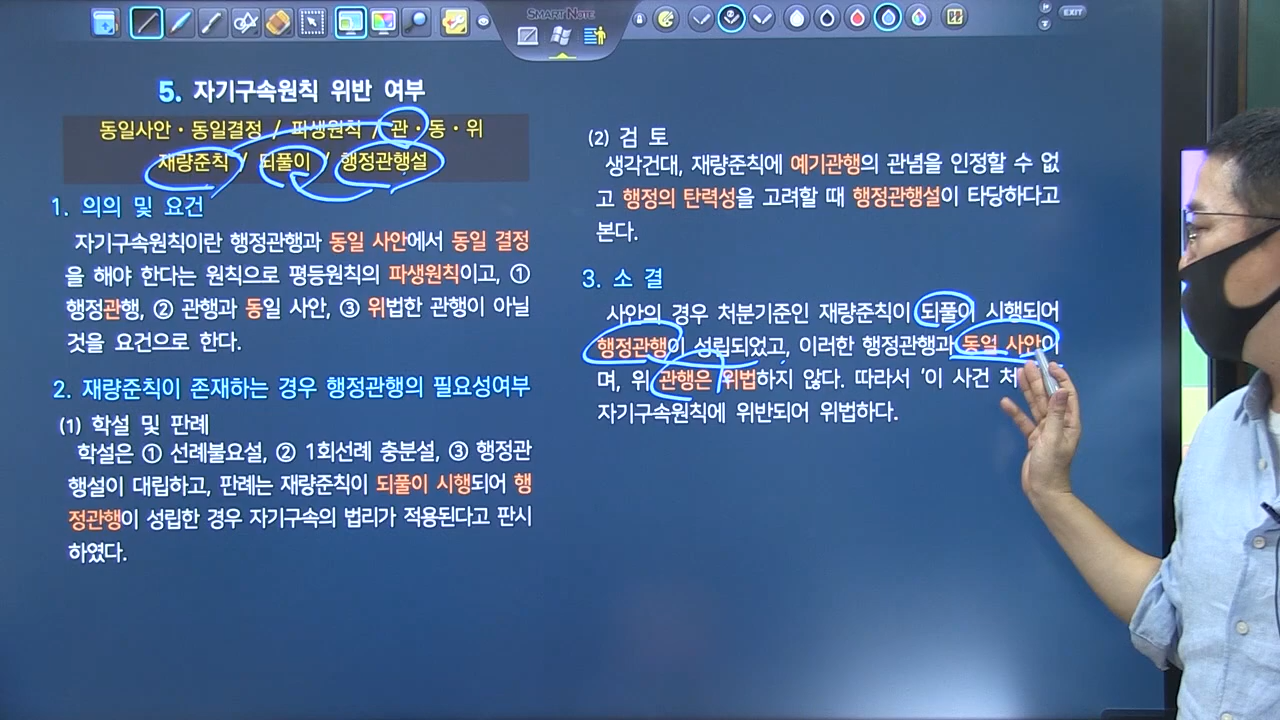 SMART NOTE
EXIT
5. 자기구속원칙 위반 여부
동일사안·동일결정 / 파생원칙 / 관·동·위
재량준칙 / 되풀이 / 행정관행설
1. 의의 및 요건
자기구속원칙이란 행정관행과 동일 사안에서 동일 결정
을 해야 한다는 원칙으로 평등원칙의 파생원칙이고, ①
행정관행, ② 관행과 동일 사안, ③ 위법한 관행이 아닐
것을 요건으로 한다.
2. 재량준칙이 존재하는 경우 행정관행의 필요성여부
(1) 학설 및 판례
학설은 ① 선례불요설, ② 1회선례 충분설, ③ 행정관
행설이 대립하고, 판례는 재량준칙이 되풀이 시행되어 행
정관행이 성립한 경우 자기구속의 법리가 적용된다고 판시
하였다.
(2) 검 토
생각건대, 재량준칙에 예기관행의 관념을 인정할 수 없
고 행정의 탄력성을 고려할 때 행정관행설이 타당하다고
본다.
3. 소 결
사안의 경우 처분기준인 재량준칙이 되풀이 시행되어
행정관행이 성립되었고, 이러한 행정관행과 동일 사안이
며, 위 관행은 위법하지 않다. 따라서 '이 사건 처
자기구속원칙에 위반되어 위법하다.